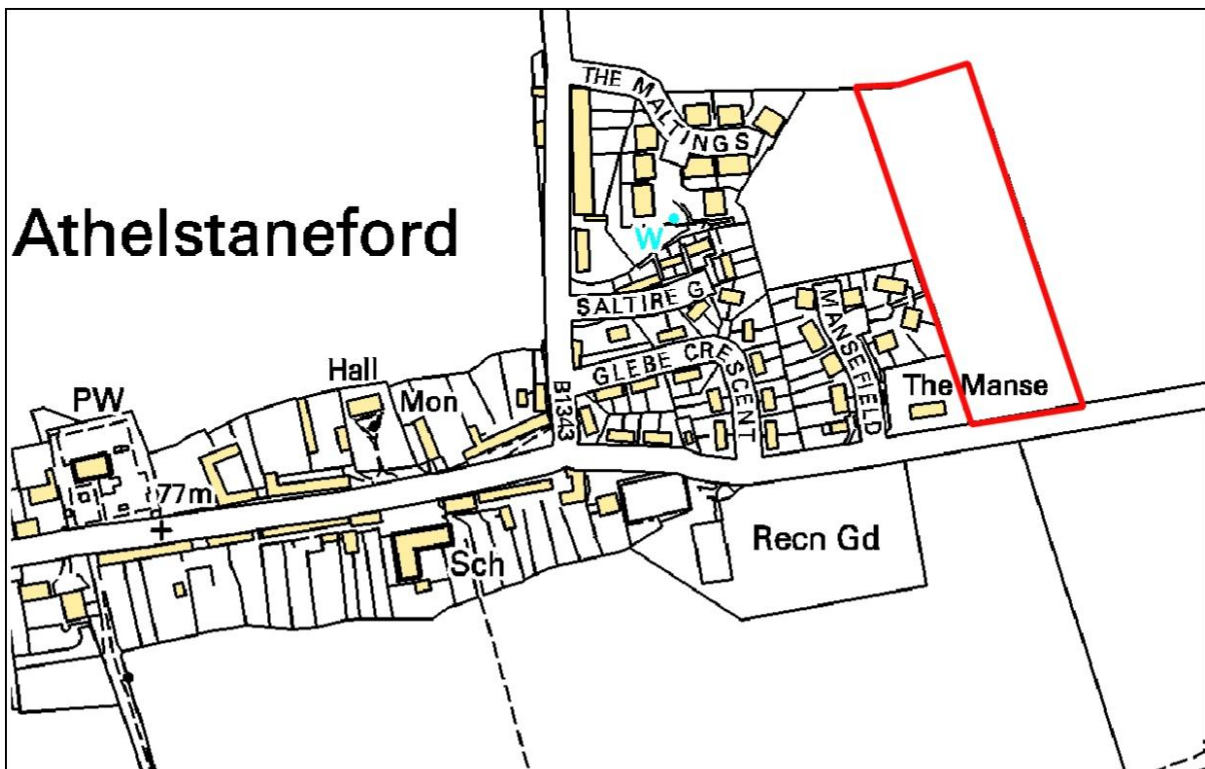 THE MALTINGS
Athelstaneford
W
SALTIRE G
GLEBE CRESCENT
MANSEFIELD
The Manse
B1343
Hall
Mon
PW
77m
Sch
Recn Gd